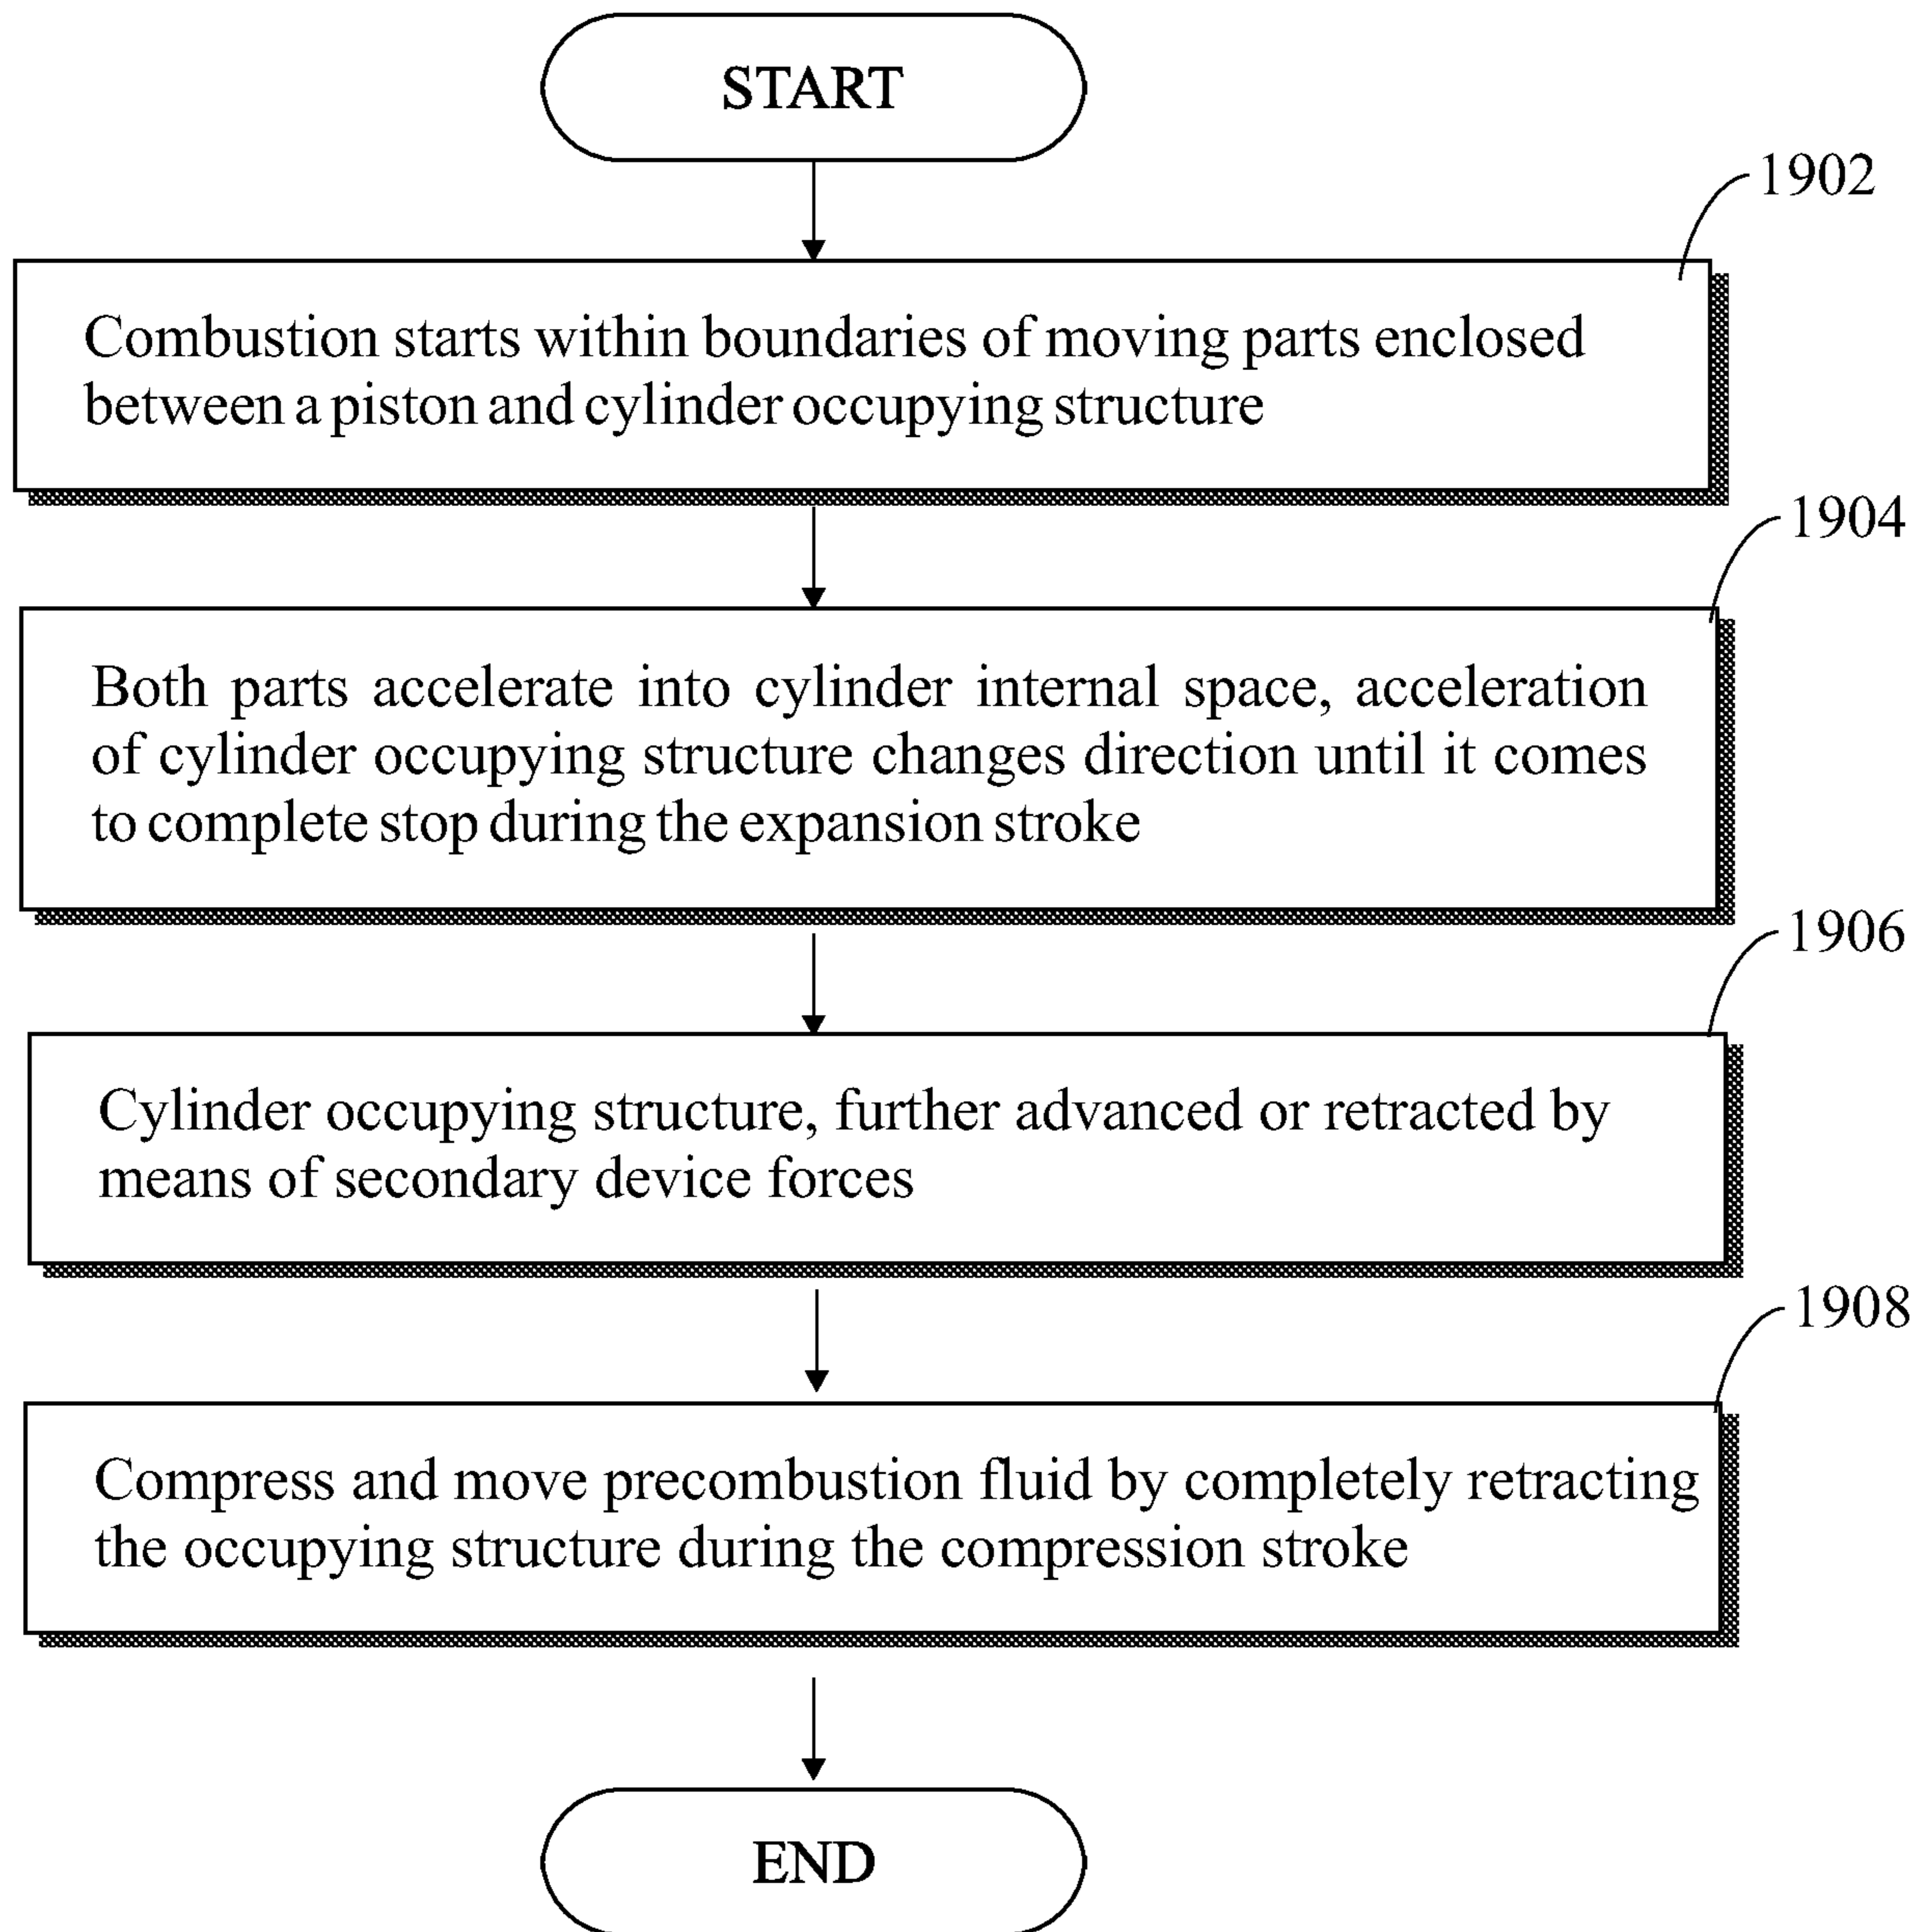 START
1902
Combustion starts within boundaries of moving parts enclosed
between a piston and cylinder occupying structure
1904
Both parts accelerate into cylinder internal space, acceleration
of cylinder occupying structure changes direction until it comes
to complete stop during the expansion stroke
1906
Cylinder occupying structure, further advanced or retracted by
means of secondary device forces
1908
Compress and move precombustion fluid by completely retracting
the occupying structure during the compression stroke
END